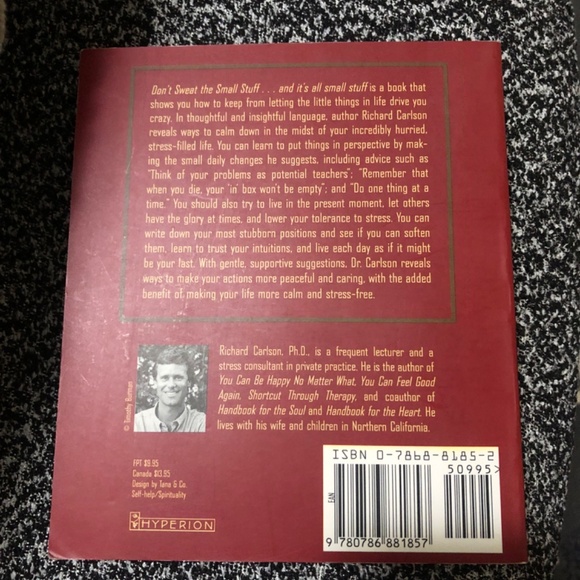 Don't Sweat the Small Stuff . . . and it's all small stuff is a book that
shows you how to keep from letting the little things in life drive you
crazy. In thoughtful and insightful language, author Richard Carlson
reveals ways to calm down in the midst of your incredibly hurried,
stress-filled life. You can learn to put things in perspective by mak-
ing the small daily changes he suggests, including advice such as
"Think of your problems as potential teachers"; "Remember that
when you die, your 'in' box won't be empty"; and "Do one thing at a
time." You should also try to live in the present moment, let others
have the glory at times, and lower your tolerance to stress. You can
write down your most stubborn positions and see if you can soften
them, learn to trust your intuitions, and live each day as if it might
be your last. With gentle, supportive suggestions, Dr. Carlson reveals
ways to make your actions more peaceful and caring, with the added
benefit of making your life more calm and stress-free.
© Timothy Burman
Richard Carlson, Ph.D., is a frequent lecturer and a
stress consultant in private practice. He is the author of
You Can Be Happy No Matter What, You Can Feel Good
Again, Shortcut Through Therapy, and coauthor of
Handbook for the Soul and Handbook for the Heart. He
lives with his wife and children in Northern California.
FPT $9.95
Canada $13.95
Design by Tana & Co.
Self-help/Spirituality
HYPERION
ISBN 0-7868-8185-2
50995>
EAN
9 780786 881857